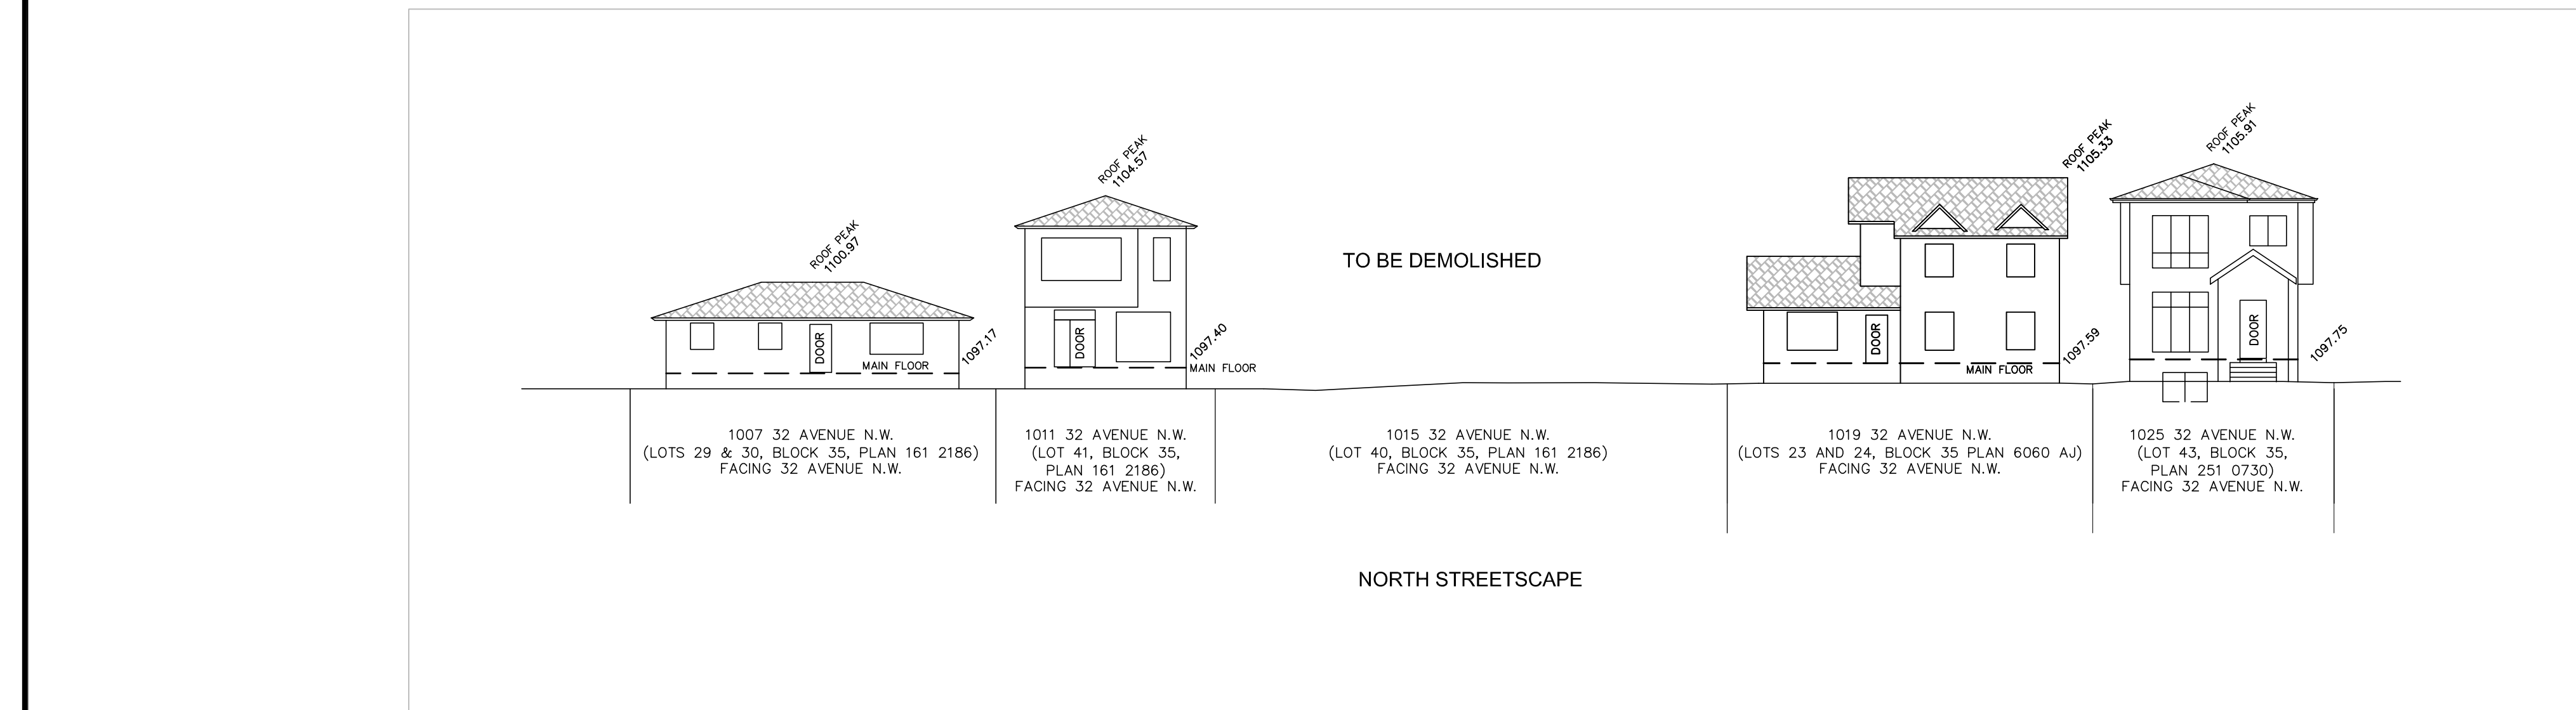 ROOF PEAK
1100.97
DOOR
MAIN FLOOR
1097.17
ROOF PEAK
1104.57
DOOR
1097.40
MAIN FLOOR
TO BE DEMOLISHED
ROOF PEAK
1105.33
DOOR
MAIN FLOOR
1097.59
ROOF PEAK
1105.91
DOOR
1097.75
1007 32 AVENUE N.W.
(LOTS 29 & 30, BLOCK 35, PLAN 161 2186)
FACING 32 AVENUE N.W.
1011 32 AVENUE N.W.
(LOT 41, BLOCK 35,
PLAN 161 2186)
FACING 32 AVENUE N.W.
1015 32 AVENUE N.W.
(LOT 40, BLOCK 35, PLAN 161 2186)
FACING 32 AVENUE N.W.
1019 32 AVENUE N.W.
(LOTS 23 AND 24, BLOCK 35 PLAN 6060 AJ)
FACING 32 AVENUE N.W.
1025 32 AVENUE N.W.
(LOT 43, BLOCK 35,
PLAN 251 0730)
FACING 32 AVENUE N.W.
NORTH STREETSCAPE